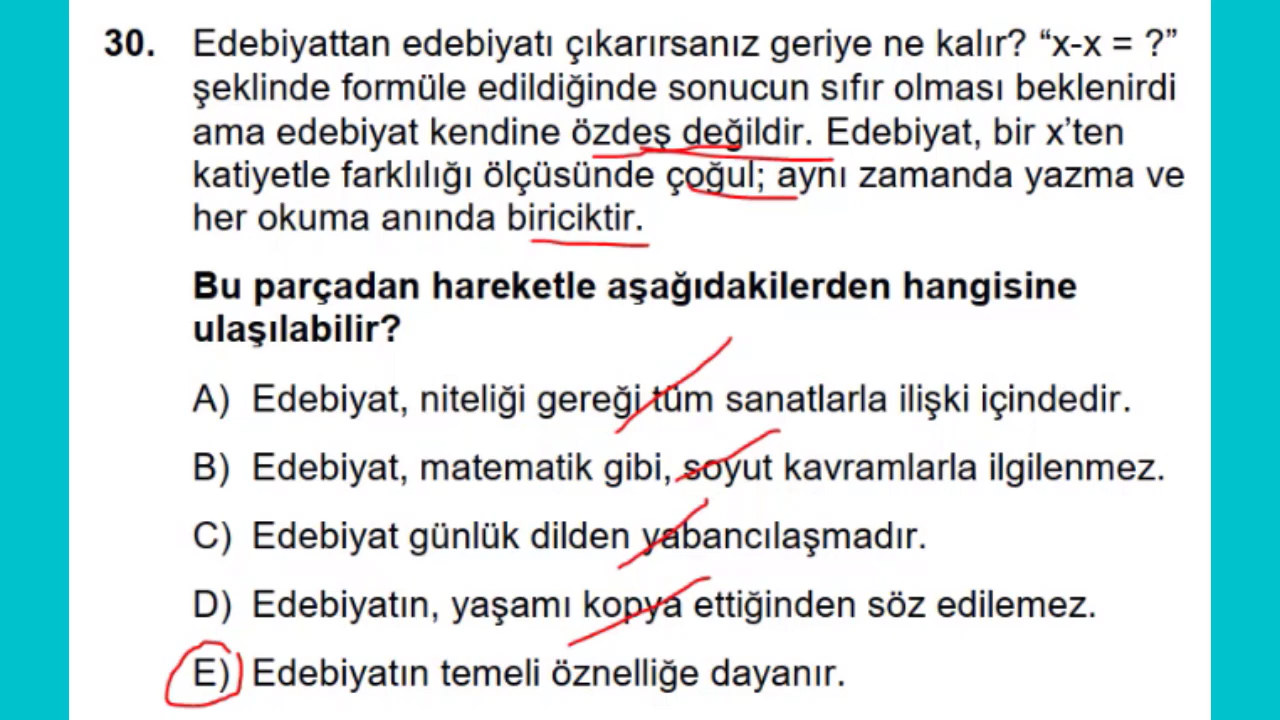 30. Edebiyattan edebiyatı çıkarırsanız geriye ne kalır? “x-x = ?”
şeklinde formüle edildiğinde sonucun sıfır olması beklenirdi
ama edebiyat kendine özdeş değildir. Edebiyat, bir x’ten
katiyetle farklılığı ölçüsünde çoğul; aynı zamanda yazma ve
her okuma anında biriciktir.
Bu parçadan hareketle aşağıdakilerden hangisine
ulaşılabilir?
A) Edebiyat, niteliği gereği tüm sanatlarla ilişki içindedir.
B) Edebiyat, matematik gibi, soyut kavramlarla ilgilenmez.
C) Edebiyat günlük dilden yabancılaşmadır.
D) Edebiyatın, yaşamı kopya ettiğinden söz edilemez.
E) Edebiyatın temeli öznelliğe dayanır.